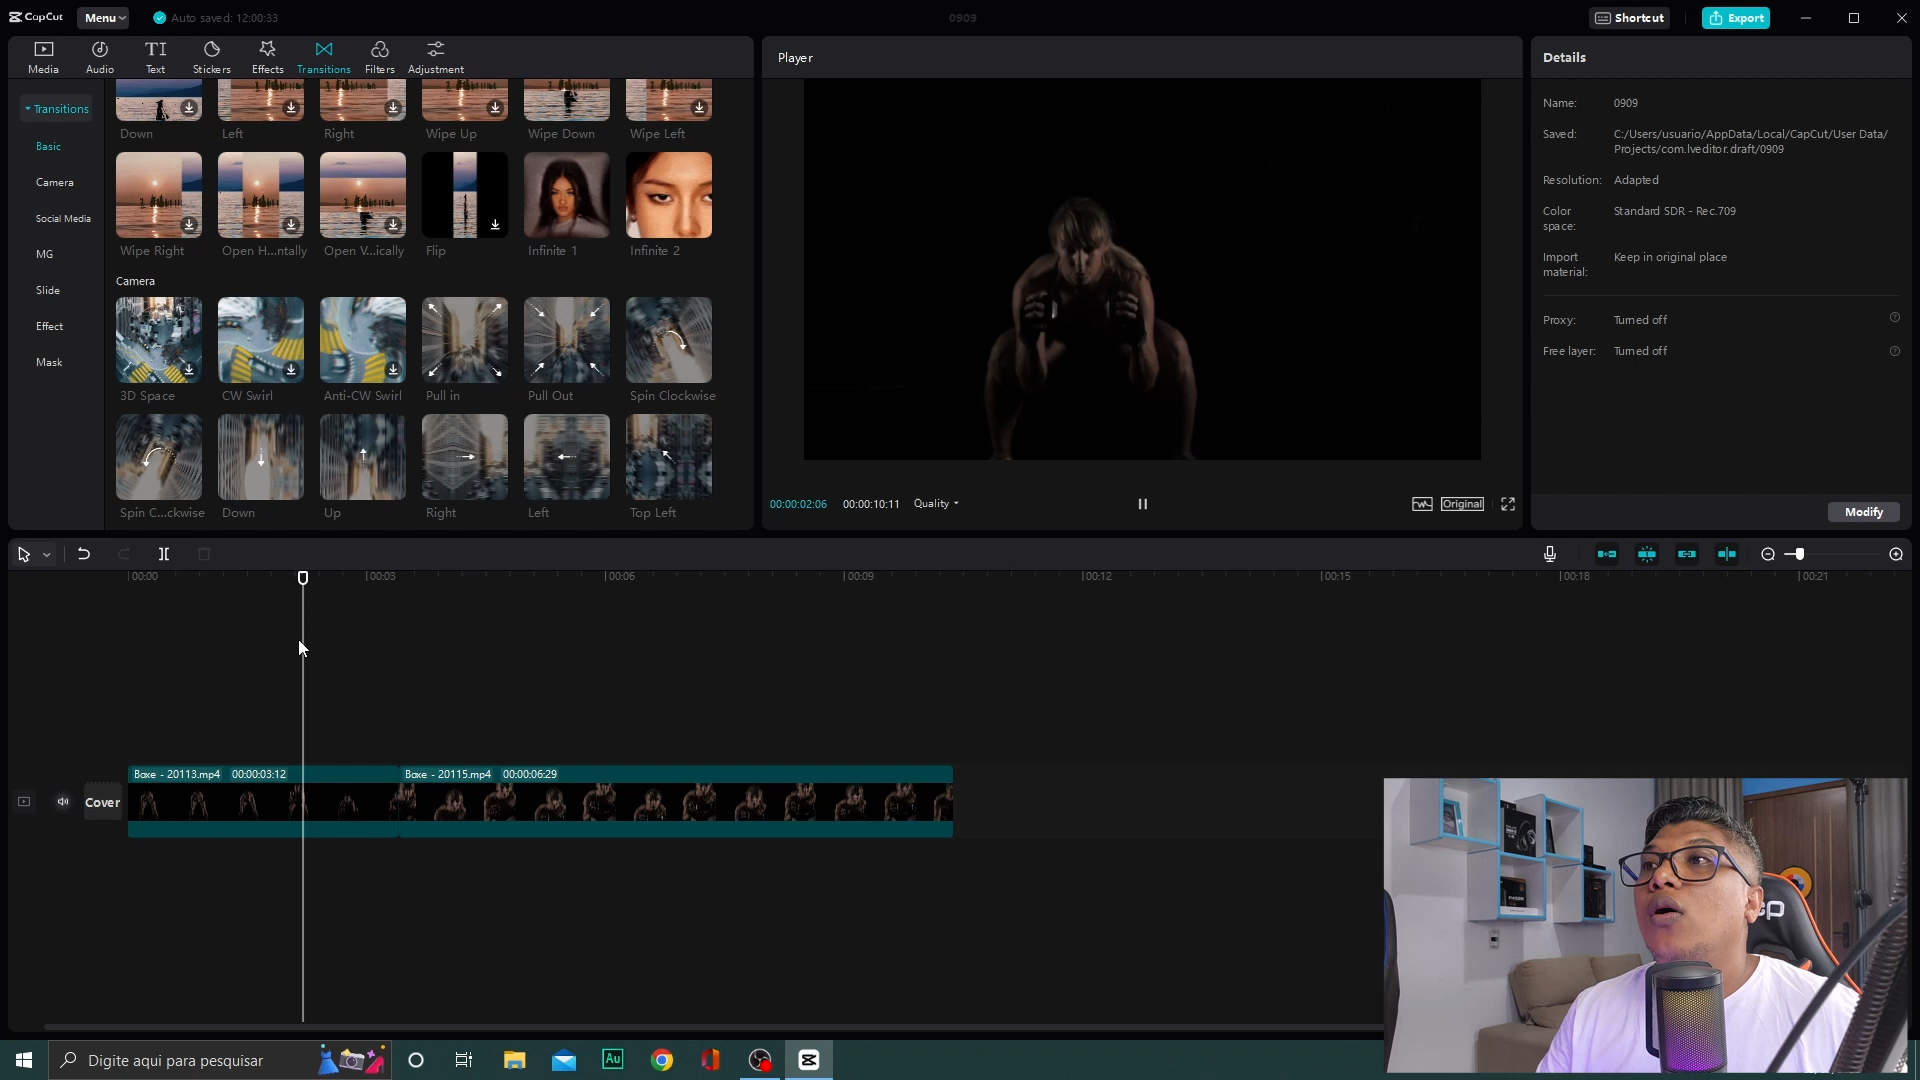 CapCut Menu Auto saved: 12:00:33 0909 Shortcut Export
Media Audio Text Stickers Effects Transitions Filters Adjustment
Player
Details
Transitions
Basic
Camera
Social Media
MG
Slide
Effect
Mask
Down Left Right Wipe Up Wipe Down Wipe Left
Wipe Right Open H...ntally Open V...ically Flip Infinite 1 Infinite 2
Camera
3D Space CW Swirl Anti-CW Swirl Pull in Pull Out Spin Clockwise
Spin C...ckwise Down Up Right Left Top Left
00:00:02:06 00:00:10:11 Quality Original
Name: 0909
Saved: C:/Users/usuario/AppData/Local/CapCut/User Data/
Projects/com.lveditor.draft/0909
Resolution: Adapted
Color space: Standard SDR - Rec.709
Import material: Keep in original place
Proxy: Turned off
Free layer: Turned off
Modify
00:00 00:03 00:06 00:09 00:12 00:15 00:18 00:21
Boxe - 20113.mp4 00:00:03:12 Boxe - 20115.mp4 00:00:06:29
Cover
Digite aqui para pesquisar
Au